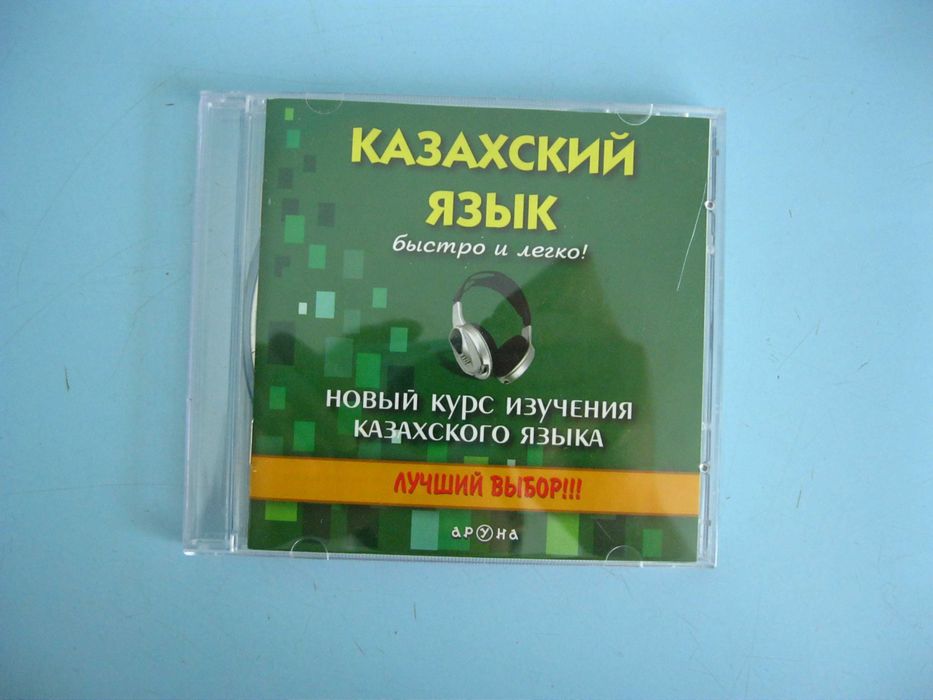 КАЗАХСКИЙ
ЯЗЫК
быстро и легко!
НОВЫЙ КУРС ИЗУЧЕНИЯ
КАЗАХСКОГО ЯЗЫКА
ЛУЧШИЙ ВЫБОР!!!
АРУНА